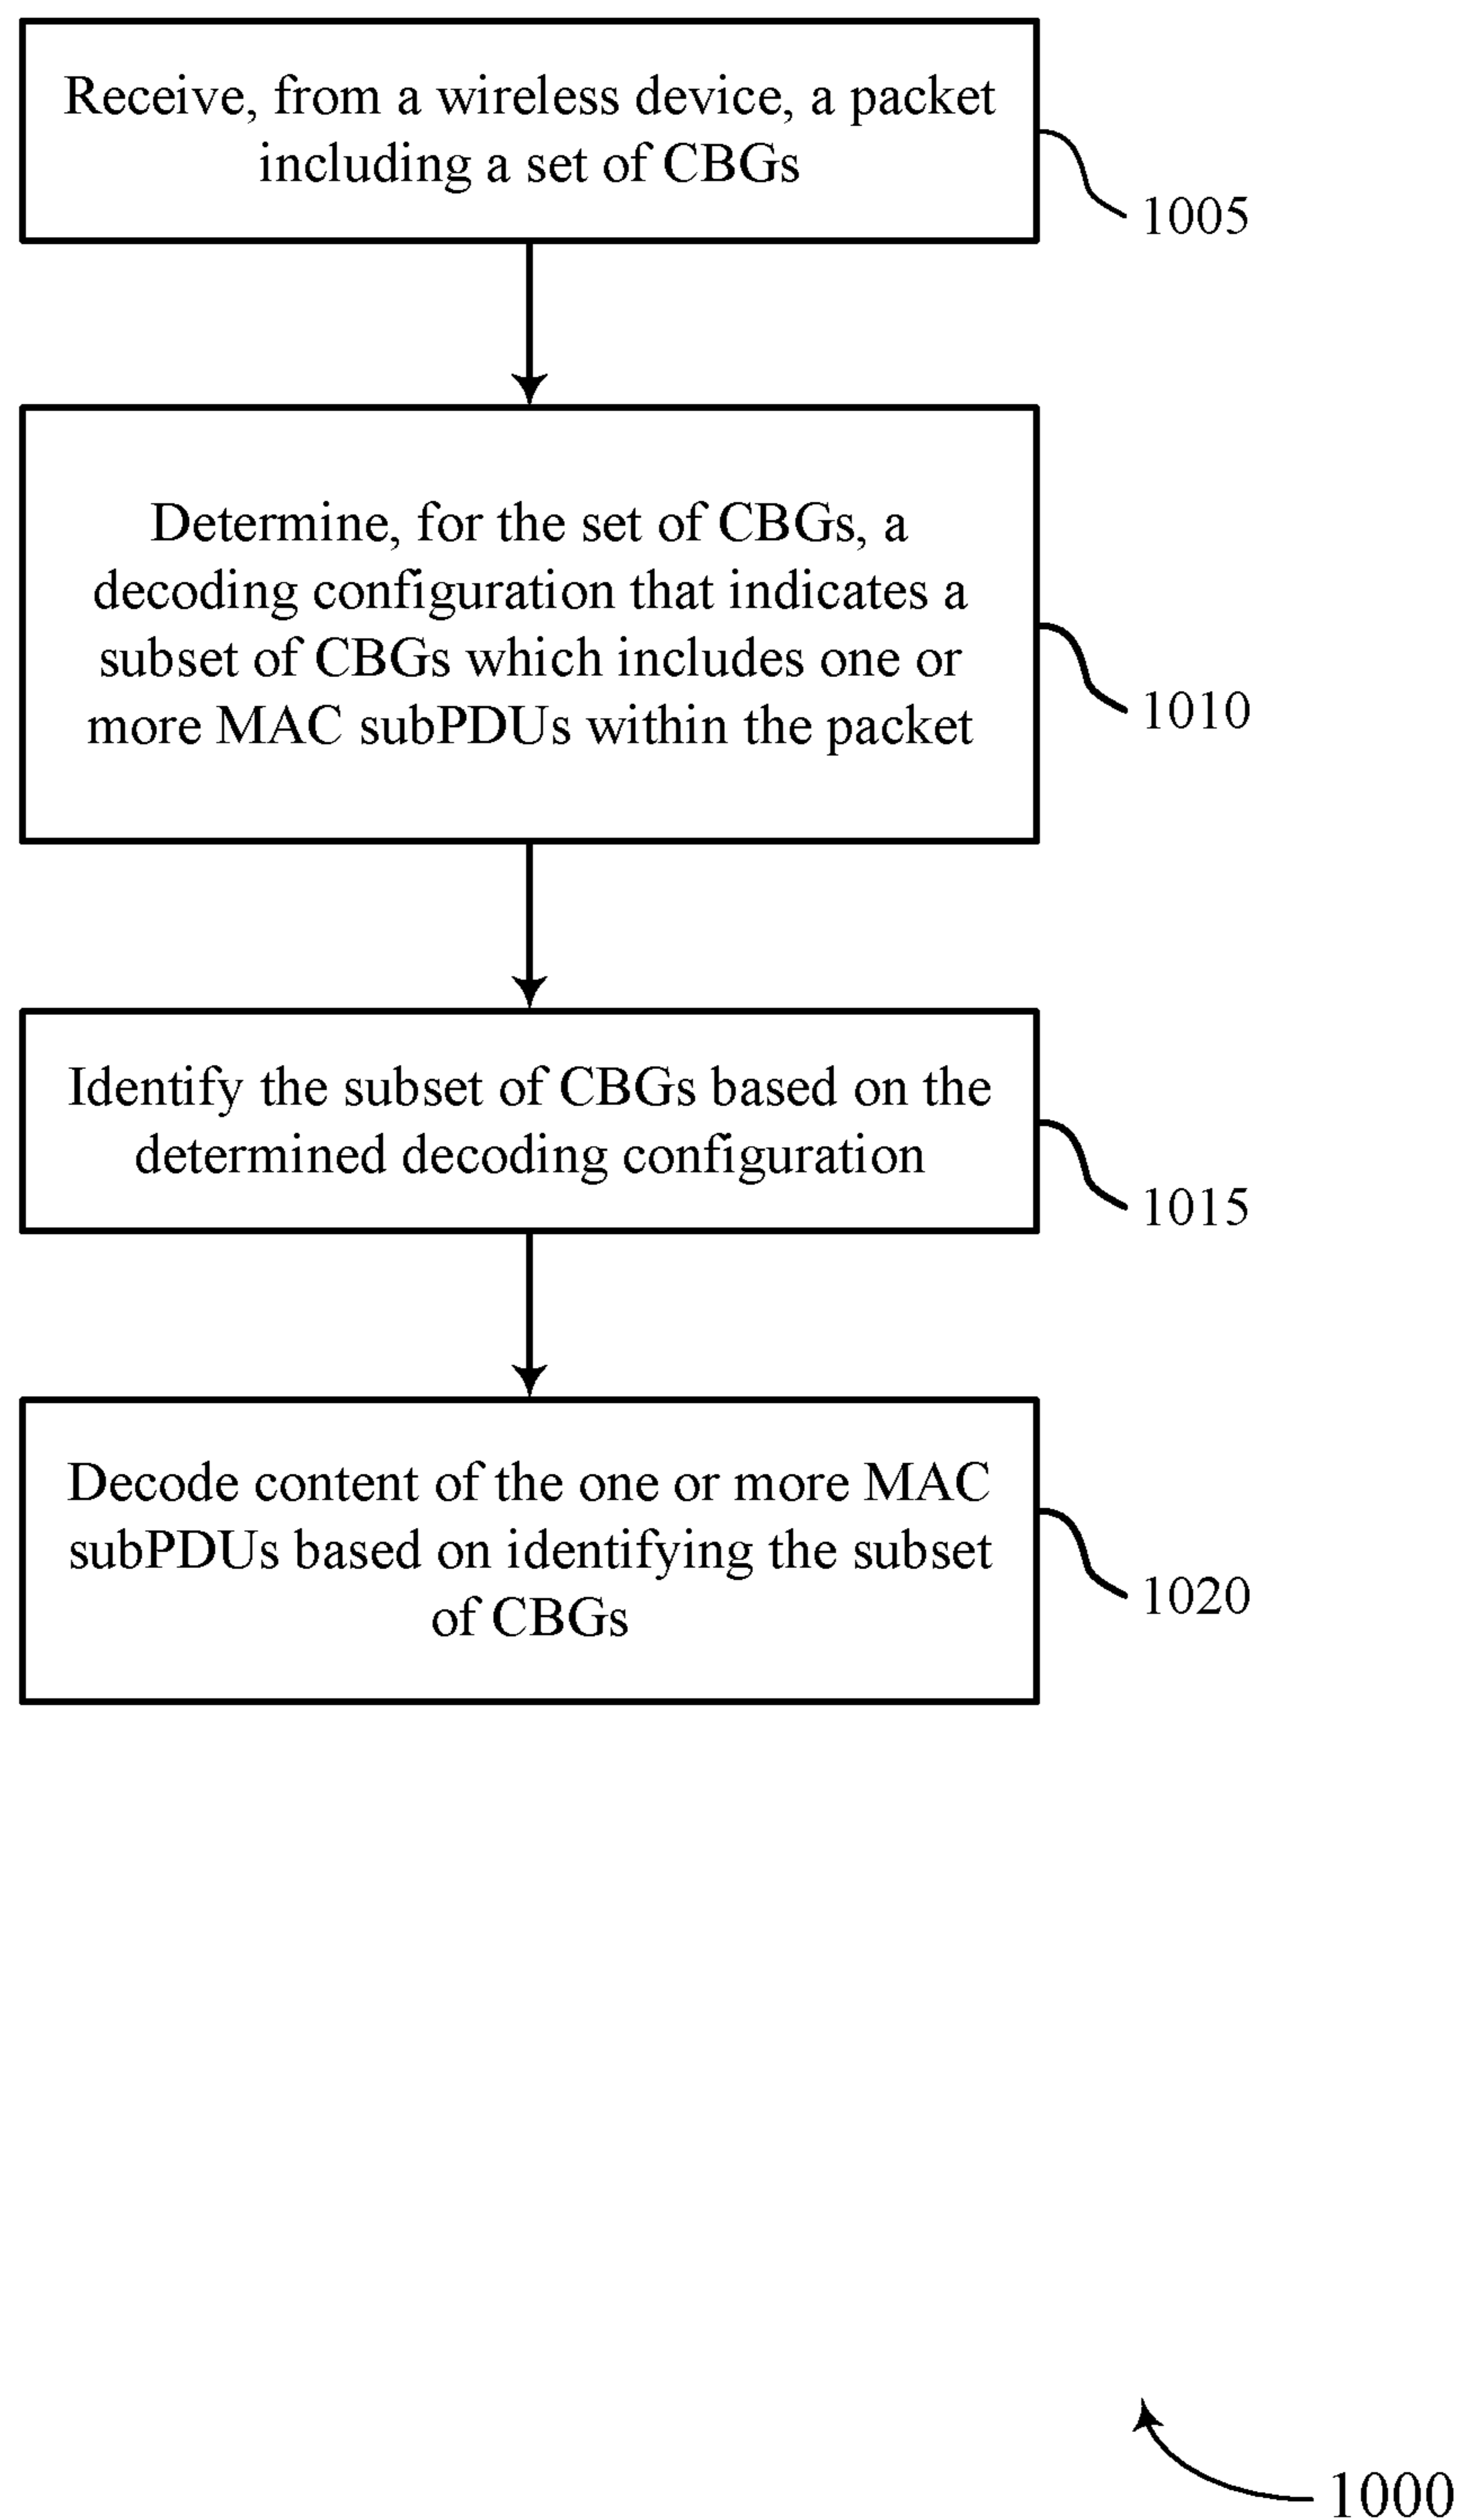 Receive, from a wireless device, a packet
including a set of CBGs
1005
Determine, for the set of CBGs, a
decoding configuration that indicates a
subset of CBGs which includes one or
more MAC subPDUs within the packet
1010
Identify the subset of CBGs based on the
determined decoding configuration
1015
Decode content of the one or more MAC
subPDUs based on identifying the subset
of CBGs
1020
1000